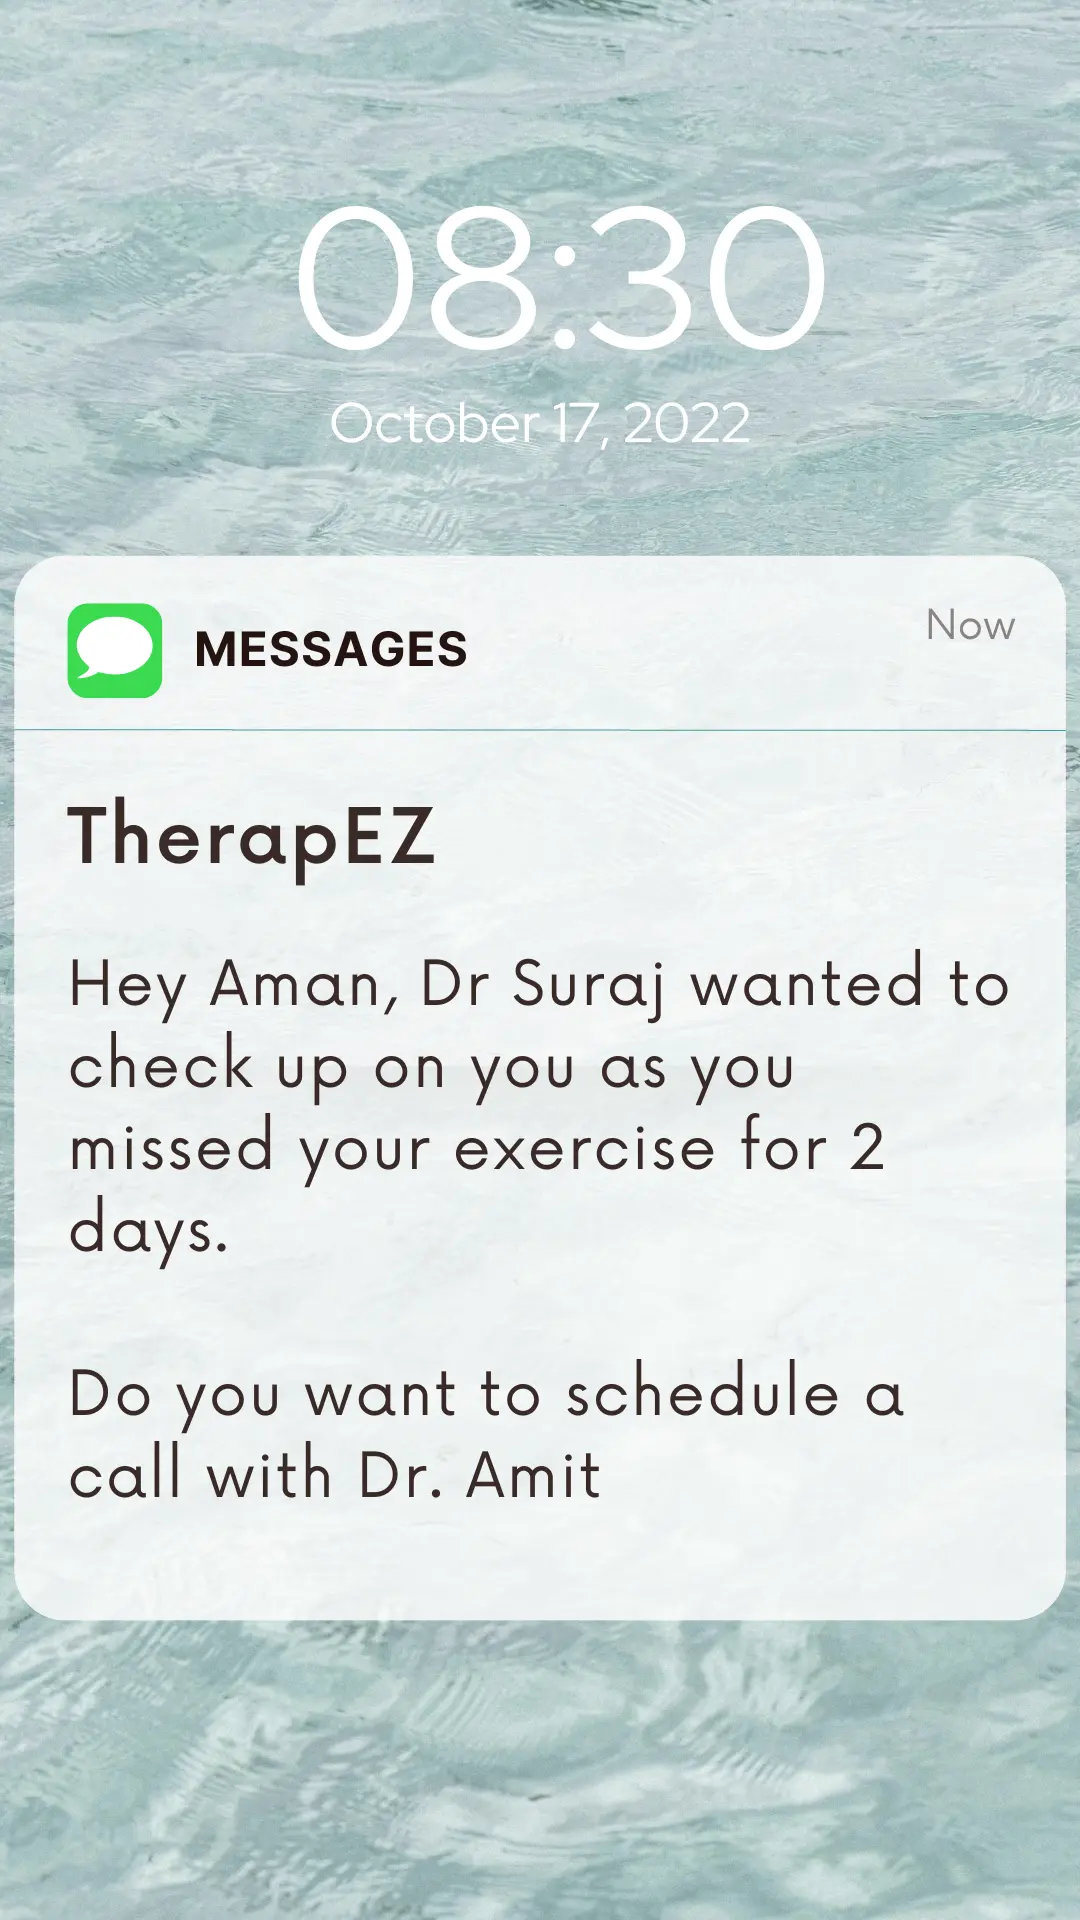 08:30
October 17, 2022
MESSAGES
Now
TherapEZ
Hey Aman, Dr Suraj wanted to
check up on you as you
missed your exercise for 2
days.
Do you want to schedule a
call with Dr. Amit